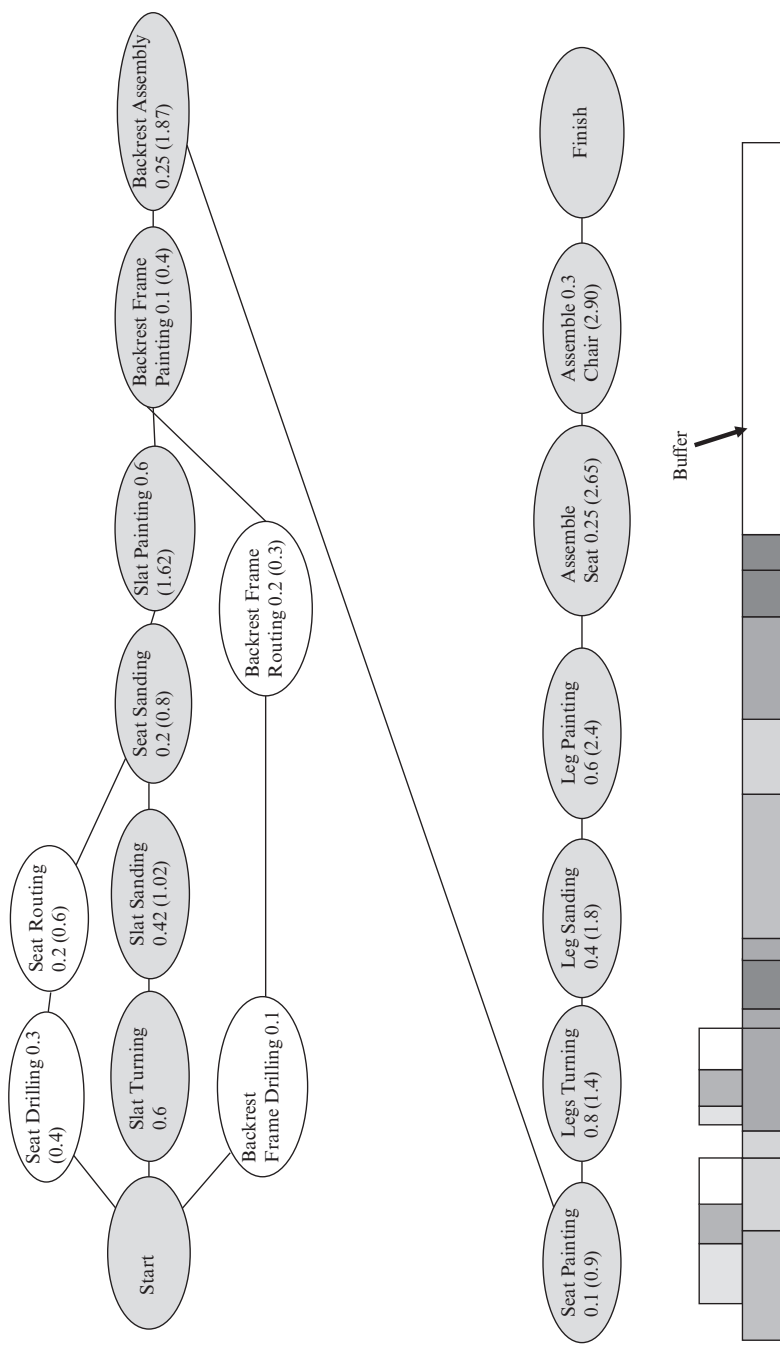 Start
Seat Drilling 0.3
(0.4)
Seat Routing
0.2 (0.6)
Slat Turning
0.6
Slat Sanding
0.42 (1.02)
Seat Sanding
0.2 (0.8)
Slat Painting 0.6
(1.62)
Backrest Frame
Painting 0.1 (0.4)
Backrest Assembly
0.25 (1.87)
Backrest
Frame Drilling 0.1
Backrest Frame
Routing 0.2 (0.3)
Seat Painting
0.1 (0.9)
Legs Turning
0.8 (1.4)
Leg Sanding
0.4 (1.8)
Leg Painting
0.6 (2.4)
Assemble
Seat 0.25 (2.65)
Assemble 0.3
Chair (2.90)
Finish
Buffer